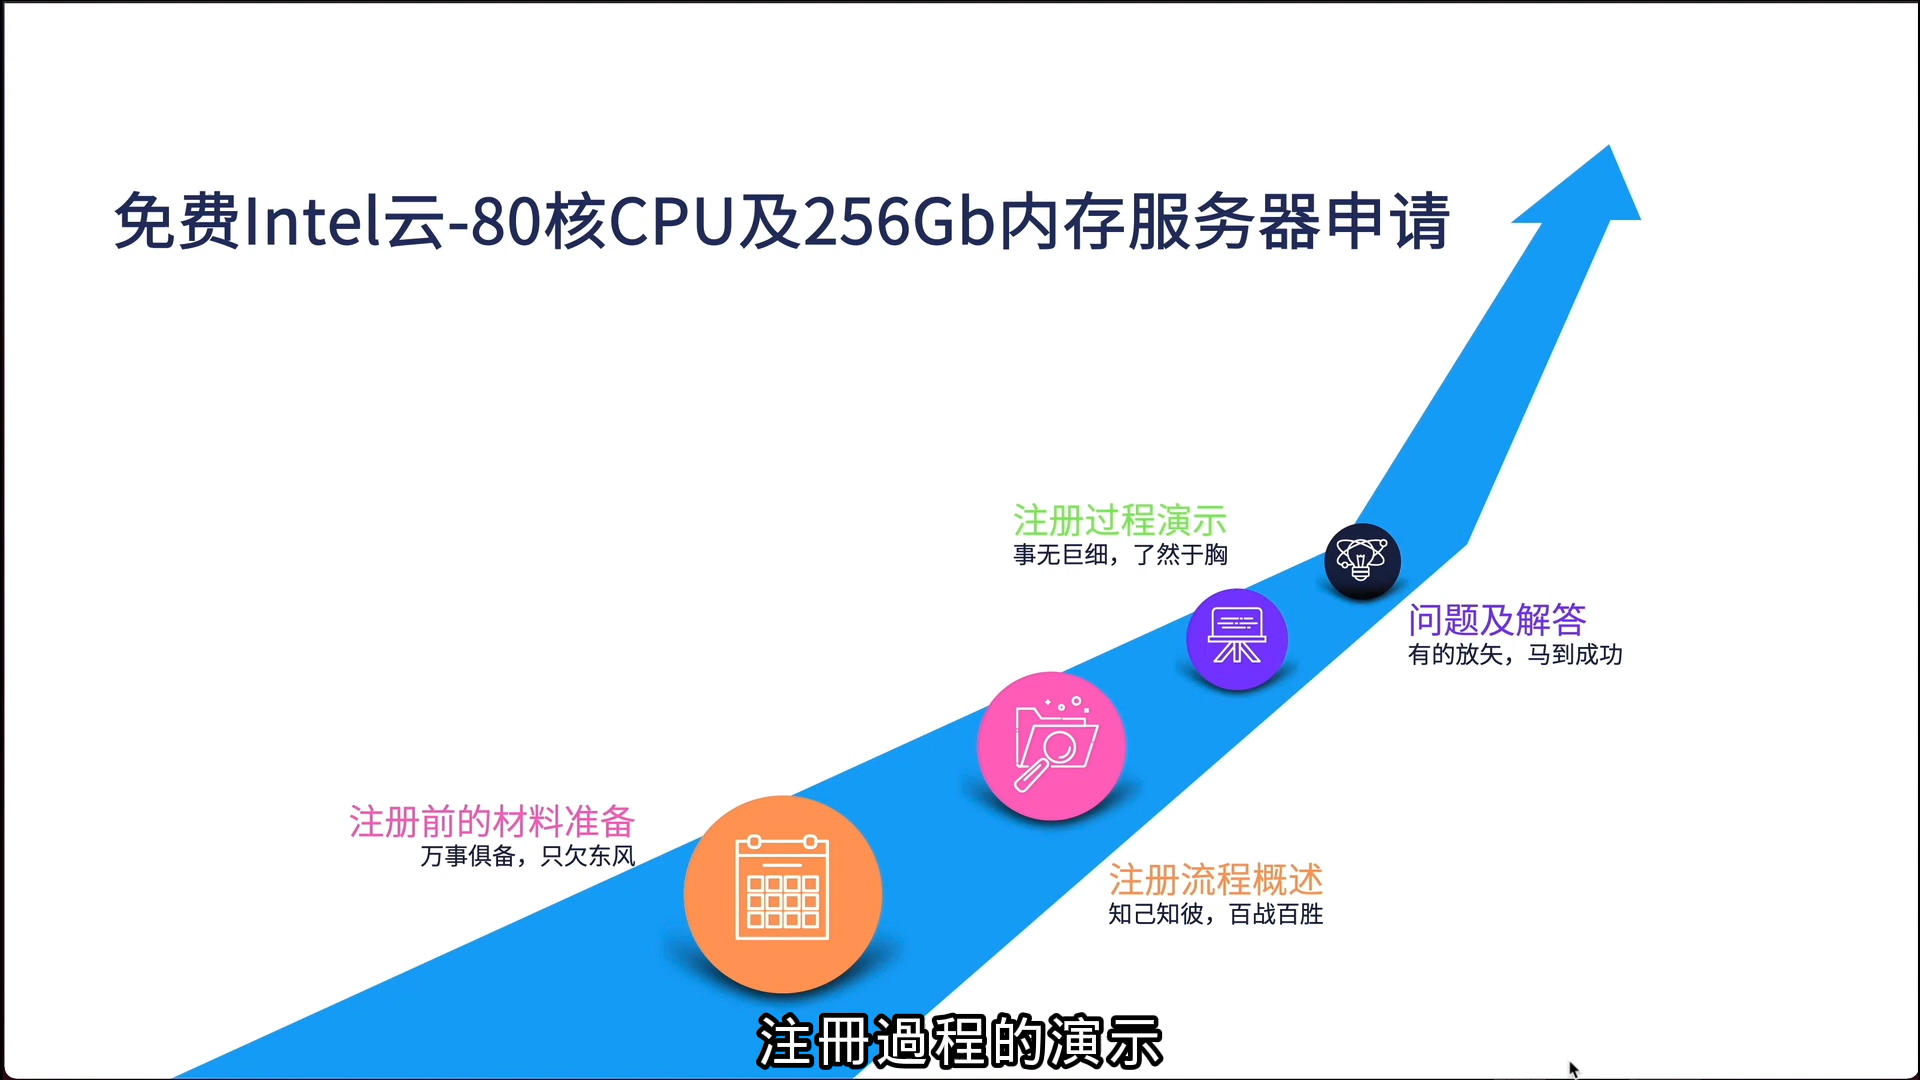 免费Intel云-80核CPU及256Gb内存服务器申请
注册过程演示
事无巨细，了然于胸
问题及解答
有的放矢，马到成功
注册前的材料准备
万事俱备，只欠东风
注册流程概述
知己知彼，百战百胜
注冊過程的演示